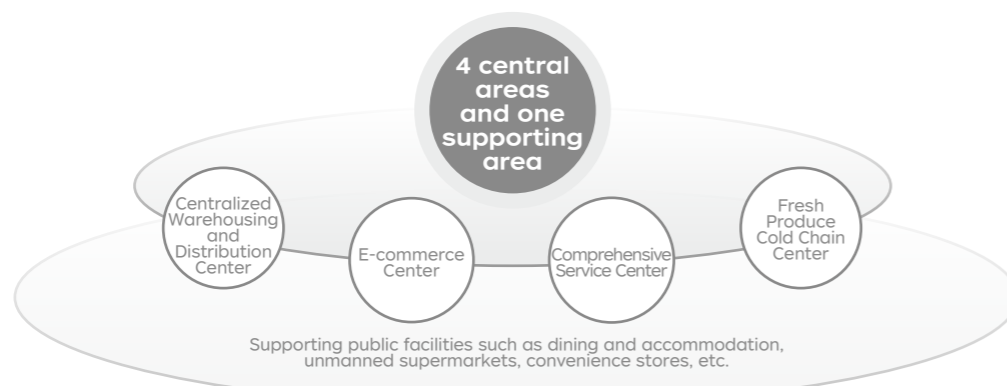 4 central
areas
and one
supporting
area
Centralized
Warehousing
and
Distribution
Center
E-commerce
Center
Comprehensive
Service Center
Fresh
Produce
Cold Chain
Center
Supporting public facilities such as dining and accommodation,
unmanned supermarkets, convenience stores, etc.